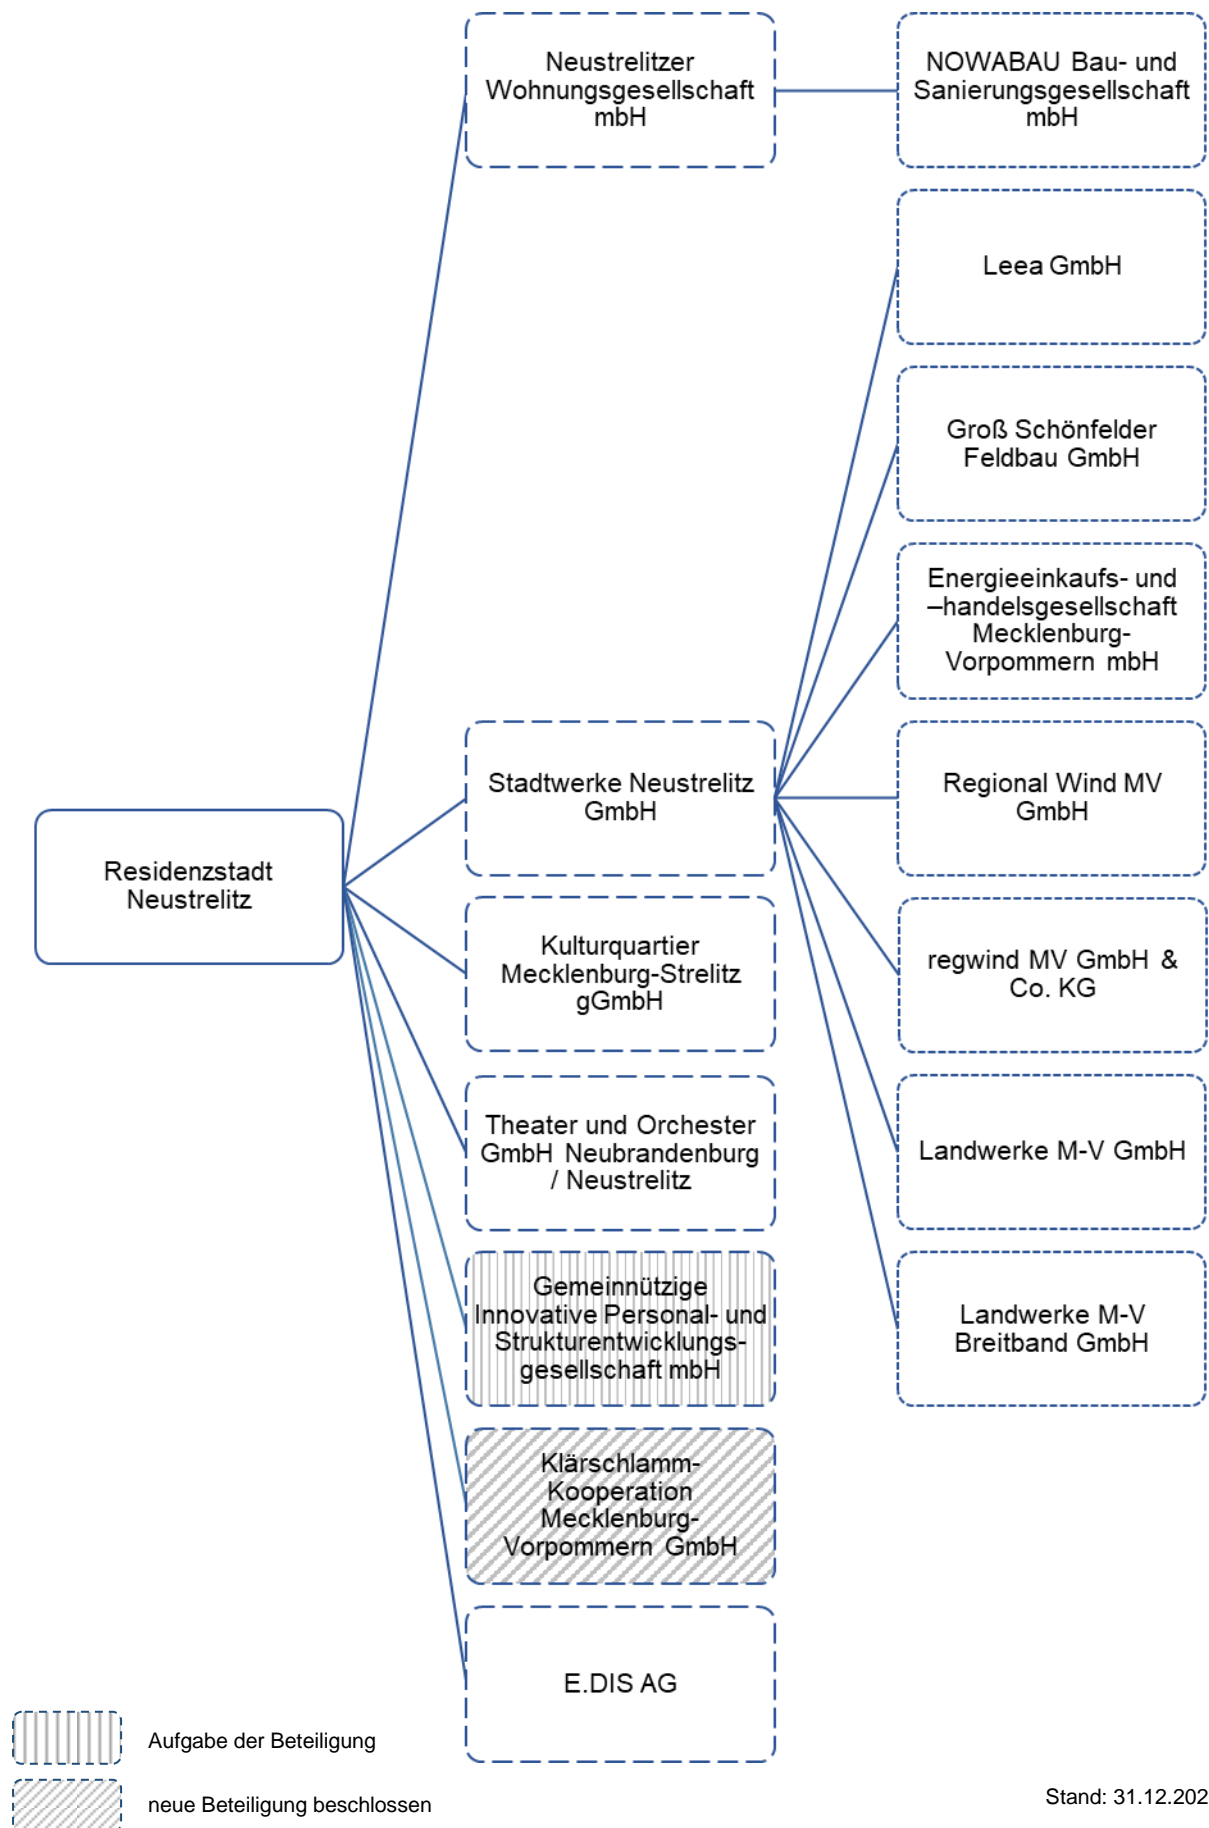 Neustrelitzer
Wohnungsgesellschaft
mbH
NOWABAU Bau- und
Sanierungsgesellschaft
mbH
Leea GmbH
Groß Schönfelder
Feldbau GmbH
Energieeinkaufs- und
–handelsgesellschaft
Mecklenburg-
Vorpommern mbH
Stadtwerke Neustrelitz
GmbH
Regional Wind MV
GmbH
Residenzstadt
Neustrelitz
Kulturquartier
Mecklenburg-Strelitz
gGmbH
regwind MV GmbH &
Co. KG
Theater und Orchester
GmbH Neubrandenburg
/ Neustrelitz
Landwerke M-V GmbH
Gemeinnützige
Innovative Personal- und
Strukturentwicklungs-
gesellschaft mbH
Landwerke M-V
Breitband GmbH
Klärschlamm-
Kooperation
Mecklenburg-
Vorpommern GmbH
E.DIS AG
Aufgabe der Beteiligung
neue Beteiligung beschlossen
Stand: 31.12.202